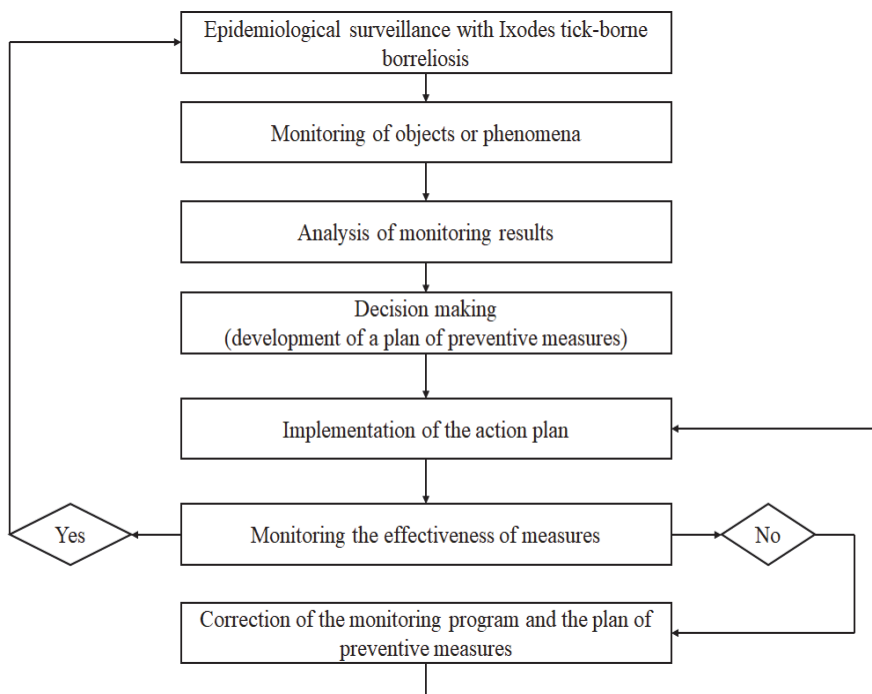 Epidemiological surveillance with Ixodes tick-borne
borreliosis
Monitoring of objects or phenomena
Analysis of monitoring results
Decision making
(development of a plan of preventive measures)
Implementation of the action plan
Yes
Monitoring the effectiveness of measures
No
Correction of the monitoring program and the plan of
preventive measures